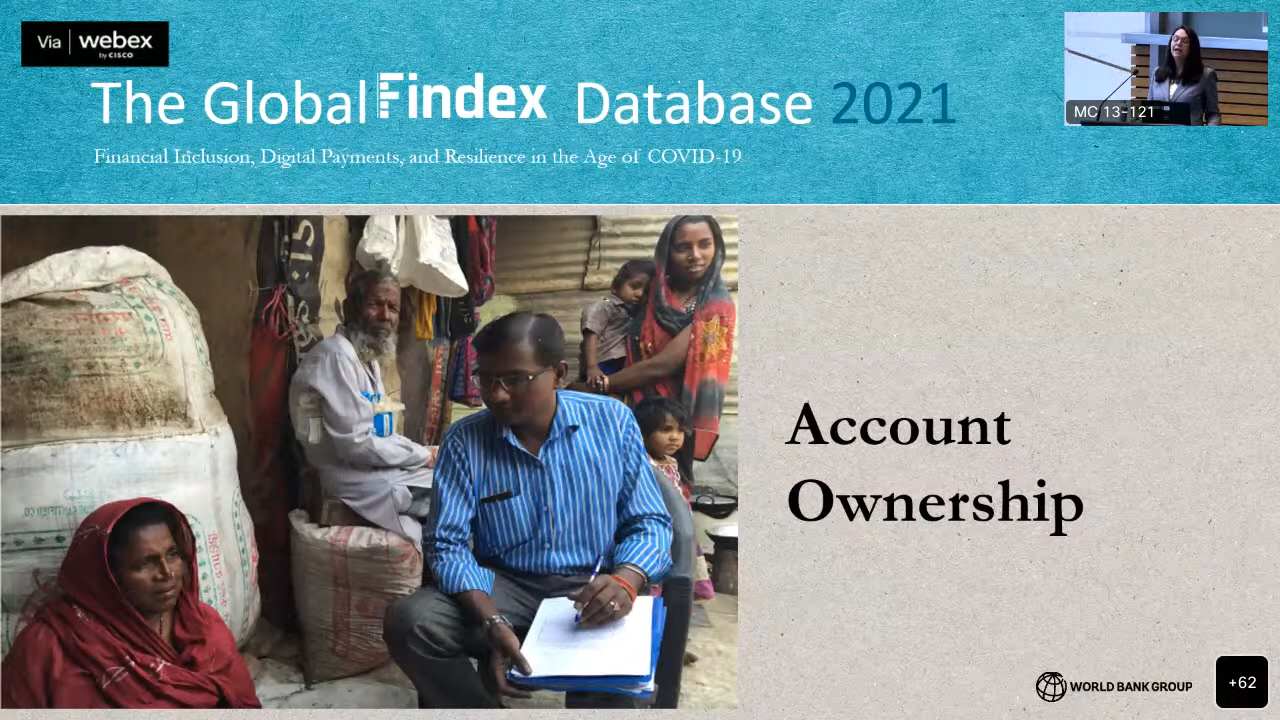 Via | webex
by CISCO
The Global Findex Database 2021
Financial Inclusion, Digital Payments, and Resilience in the Age of COVID-19
MC 13-121
Account
Ownership
WORLD BANK GROUP
+62